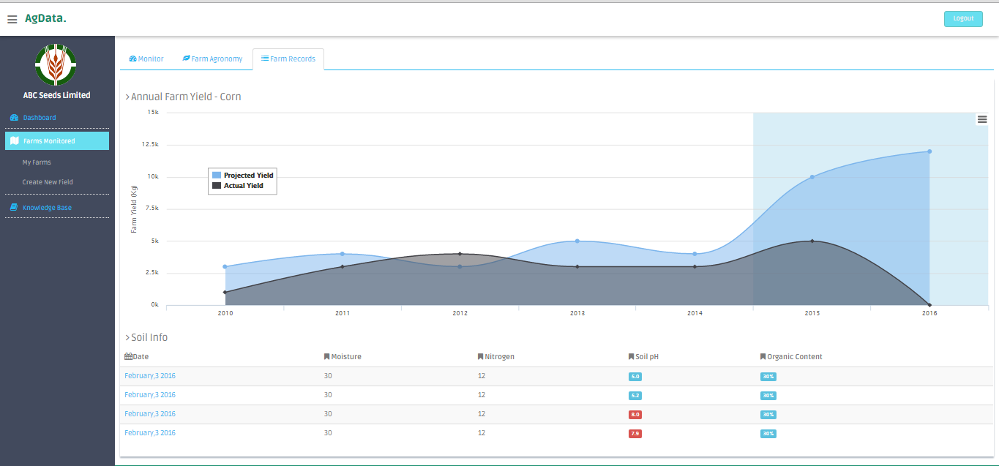 AgData.
Logout
ABC Seeds Limited
Dashboard
Farms Monitored
My Farms
Create New Field
Knowledge Base
Monitor
Farm Agronomy
Farm Records
Annual Farm Yield - Corn
15k
12.5k
10k
7.5k
5k
2.5k
0k
Farm Yield (Kg)
Projected Yield
Actual Yield
2010 2011 2012 2013 2014 2015 2016
Soil Info
Date Moisture Nitrogen Soil pH Organic Content
February,3 2016 30 12 5.0 30%
February,3 2016 30 12 5.2 30%
February,3 2016 30 12 8.0 30%
February,3 2016 30 12 7.9 30%